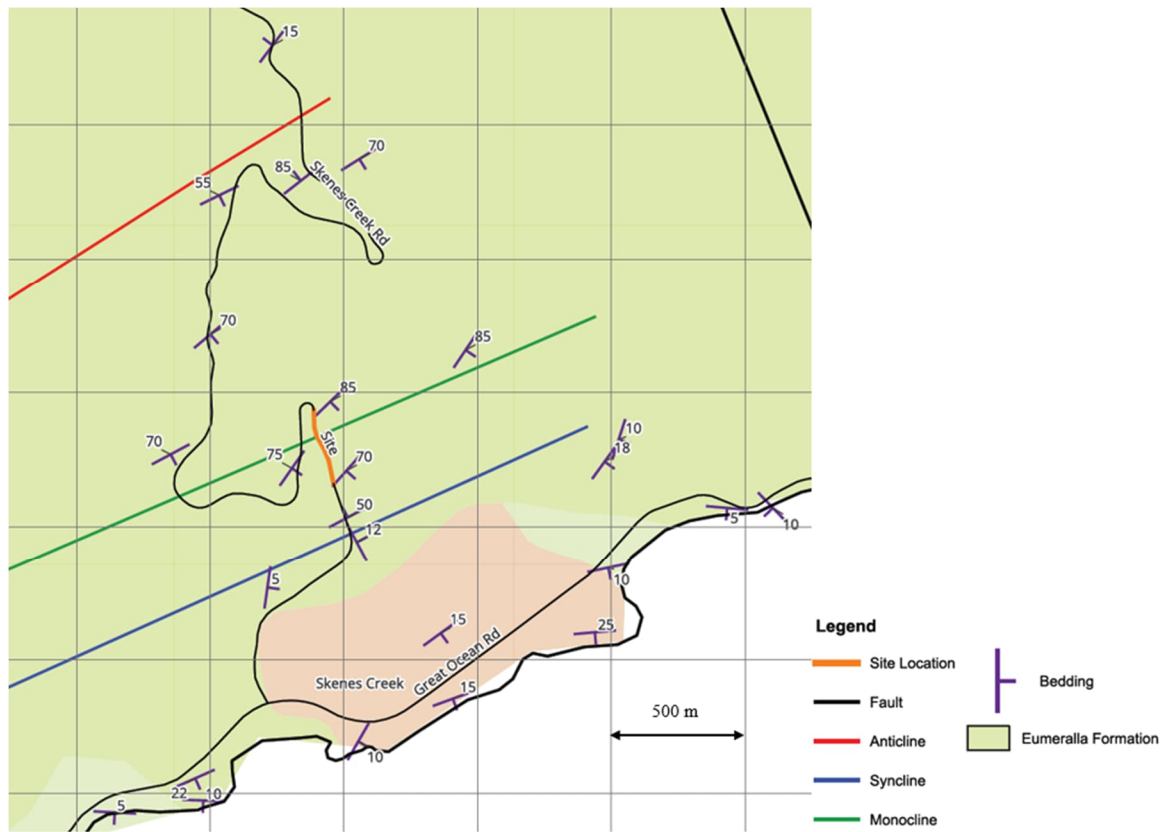 15
70
85
Skenes Creek Rd
55
70
85
85
Site
70
75
70
10
18
50
12
5
10
5
10
15
25
Great Ocean Rd
Skenes Creek
15
10
22
10
5
500 m
Legend
Site Location
Fault
Anticline
Syncline
Monocline
Bedding
Eumeralla Formation